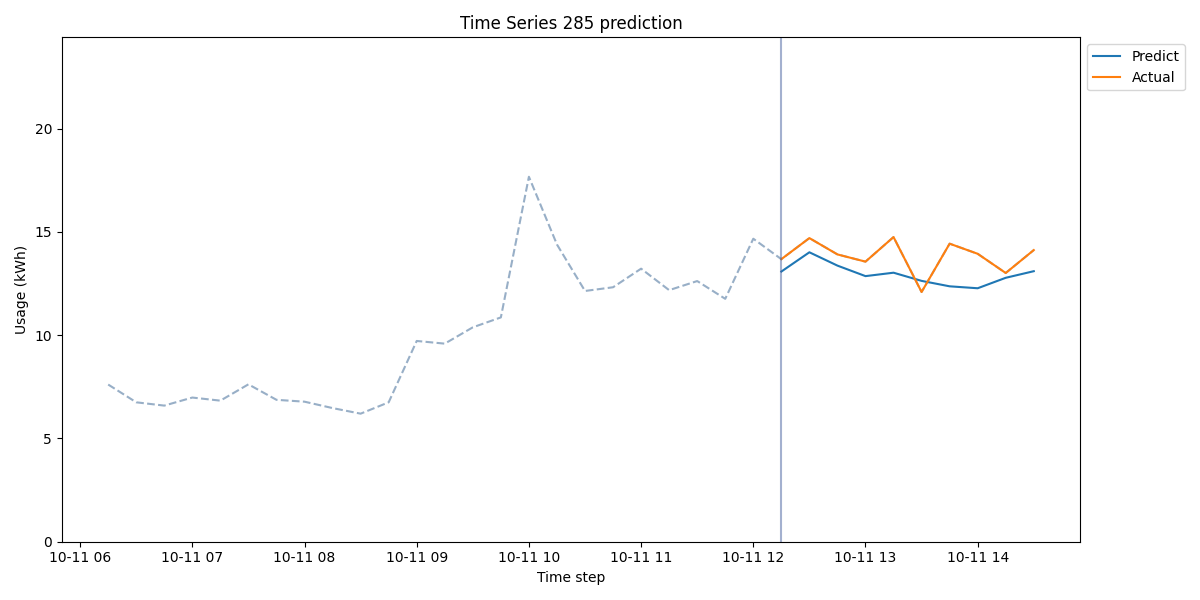 Time Series 285 prediction
Predict
Actual
Usage (kWh)
20
15
10
5
0
10-11 06
10-11 07
10-11 08
10-11 09
10-11 10
10-11 11
10-11 12
10-11 13
10-11 14
Time step